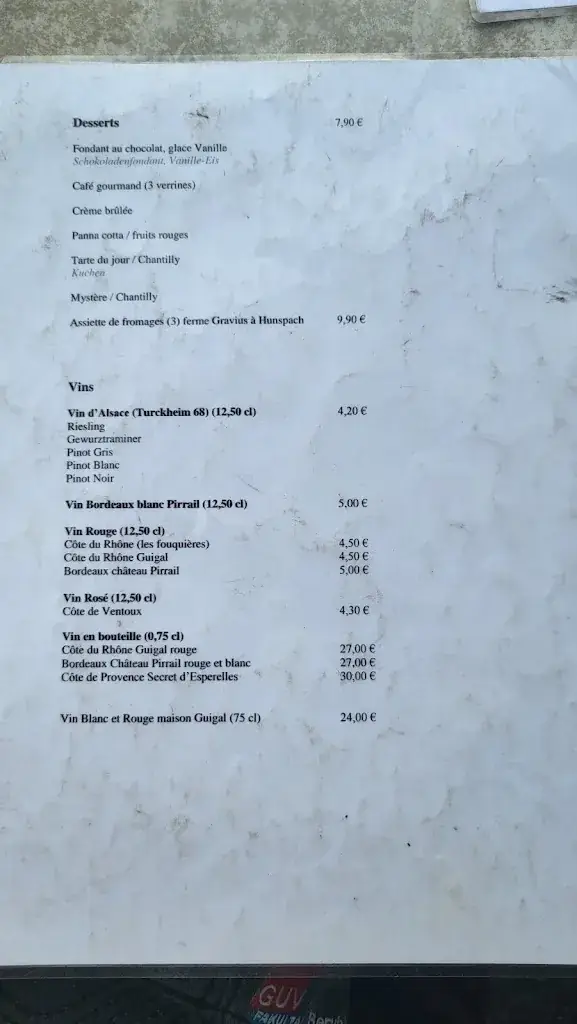 Desserts 7,90 €
Fondant au chocolat, glace Vanille
Schokoladenfondant, Vanille-Eis
Café gourmand (3 verrines)
Crème brûlée
Panna cotta / fruits rouges
Tarte du jour / Chantilly
Kuchen
Mystère / Chantilly
Assiette de fromages (3) ferme Gravius à Hunspach 9,90 €
Vins
Vin d'Alsace (Turckheim 68) (12,50 cl) 4,20 €
Riesling
Gewurztraminer
Pinot Gris
Pinot Blanc
Pinot Noir
Vin Bordeaux blanc Pirrail (12,50 cl) 5,00 €
Vin Rouge (12,50 cl)
Côte du Rhône (les fouquières) 4,50 €
Côte du Rhône Guigal 4,50 €
Bordeaux château Pirrail 5,00 €
Vin Rosé (12,50 cl)
Côte de Ventoux 4,30 €
Vin en bouteille (0,75 cl)
Côte du Rhône Guigal rouge 27,00 €
Bordeaux Château Pirrail rouge et blanc 27,00 €
Côte de Provence Secret d'Esperelles 30,00 €
Vin Blanc et Rouge maison Guigal (75 cl) 24,00 €
GUV